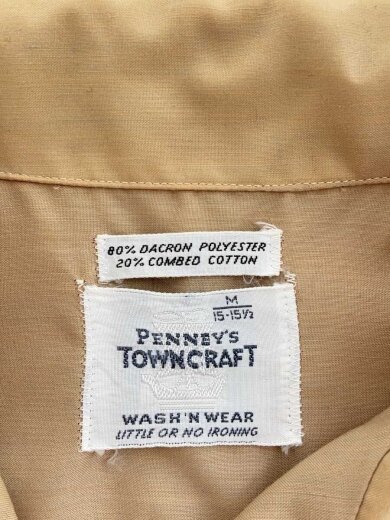 80% DACRON POLYESTER
20% COMBED COTTON
M
15-15½
PENNEY'S
TOWNCRAFT
WASH'N WEAR
LITTLE OR NO IRONING